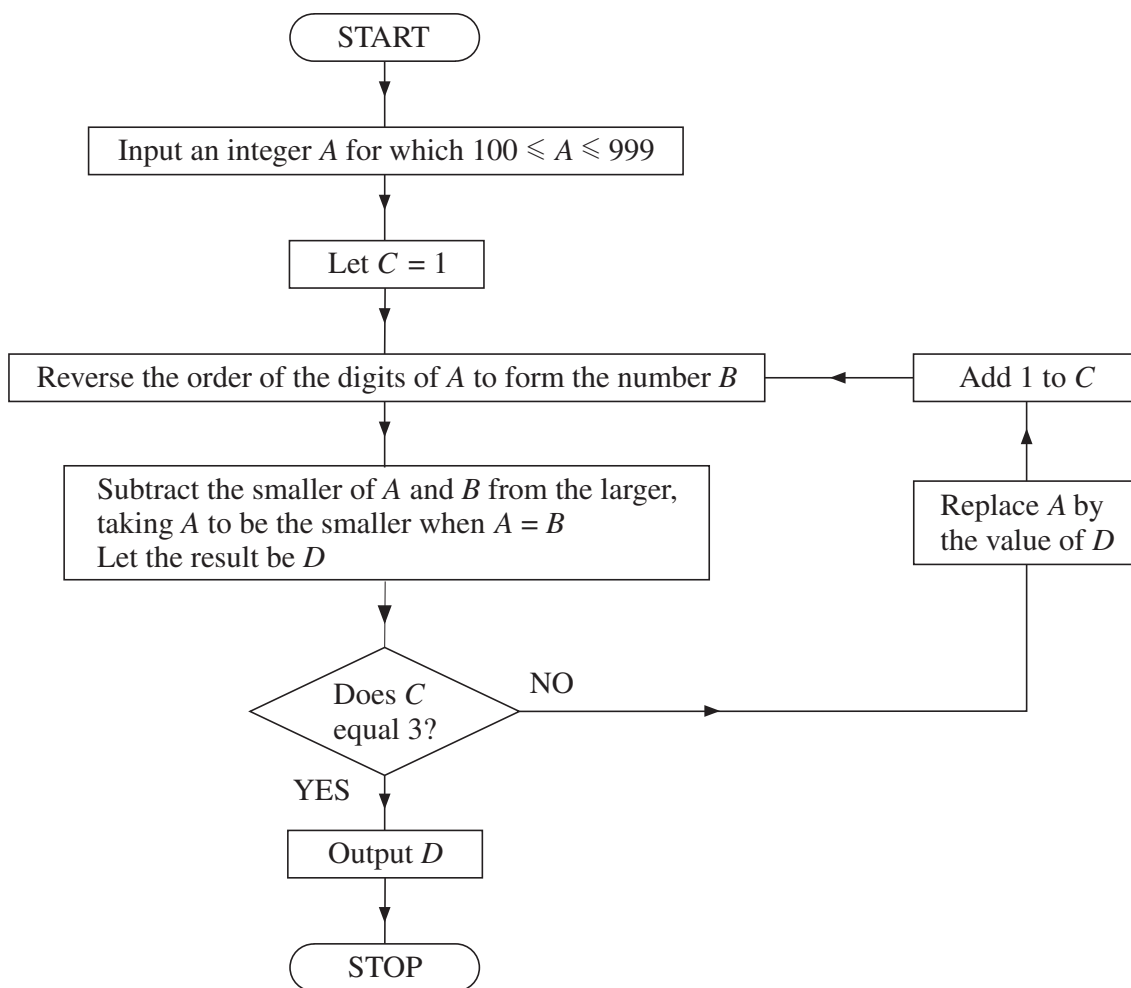 START
Input an integer A for which 100 ⩽ A ⩽ 999
Let C = 1
Reverse the order of the digits of A to form the number B
Add 1 to C
Subtract the smaller of A and B from the larger,
taking A to be the smaller when A = B
Let the result be D
Replace A by
the value of D
Does C
equal 3?
NO
YES
Output D
STOP